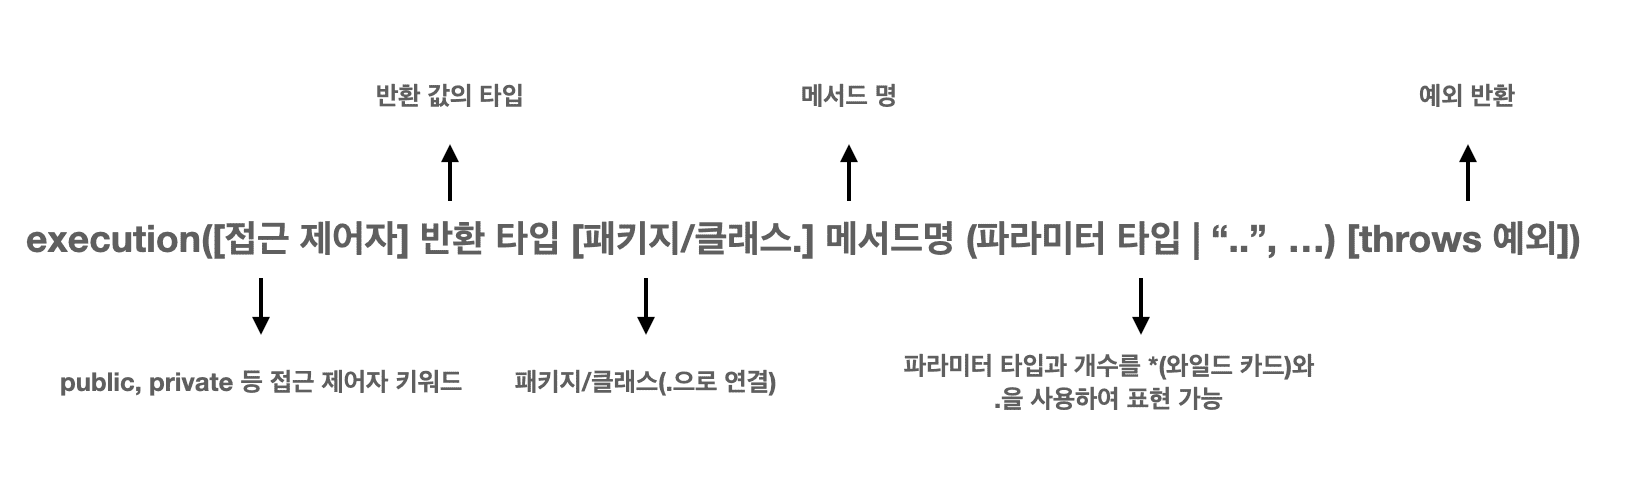 반환 값의 타입
메서드 명
예외 반환
execution([접근 제어자] 반환 타입 [패키지/클래스.] 메서드명 (파라미터 타입 | “..”, …) [throws 예외])
public, private 등 접근 제어자 키워드
패키지/클래스(.으로 연결)
파라미터 타입과 개수를 *(와일드 카드)와
.을 사용하여 표현 가능